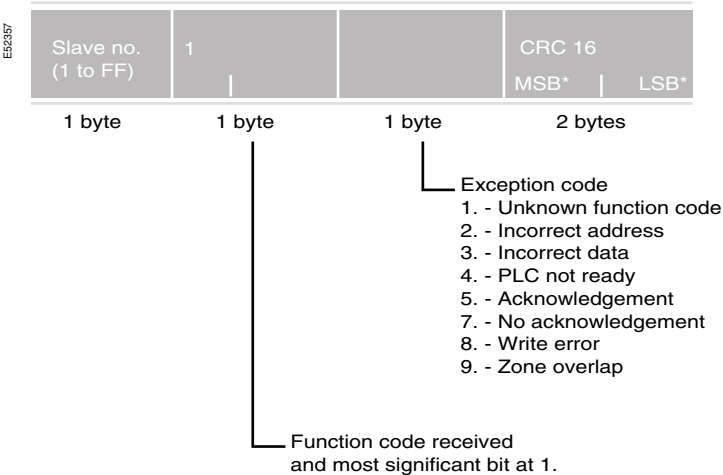 E52357
Slave no.
(1 to FF)
1
CRC 16
MSB*
LSB*
1 byte
1 byte
1 byte
2 bytes
Exception code
1. - Unknown function code
2. - Incorrect address
3. - Incorrect data
4. - PLC not ready
5. - Acknowledgement
7. - No acknowledgement
8. - Write error
9. - Zone overlap
Function code received
and most significant bit at 1.